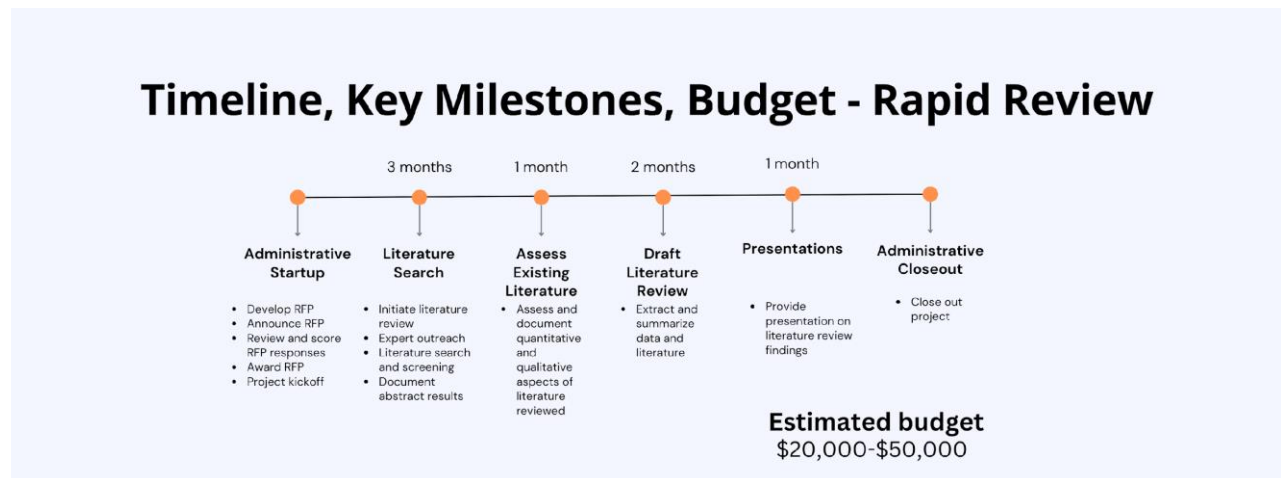 Timeline, Key Milestones, Budget - Rapid Review
3 months
1 month
2 months
1 month
Administrative
Startup
• Develop RFP
• Announce RFP
• Review and score
RFP responses
• Award RFP
• Project kickoff
Literature
Search
• Initiate literature
review
• Expert outreach
• Literature search
and screening
• Document
abstract results
Assess
Existing
Literature
• Assess and
document
quantitative
and
qualitative
aspects of
literature
reviewed
Draft
Literature
Review
• Extract and
summarize
data and
literature
Presentations
• Provide
presentation on
literature review
findings
Administrative
Closeout
• Close out
project
Estimated budget
$20,000-$50,000